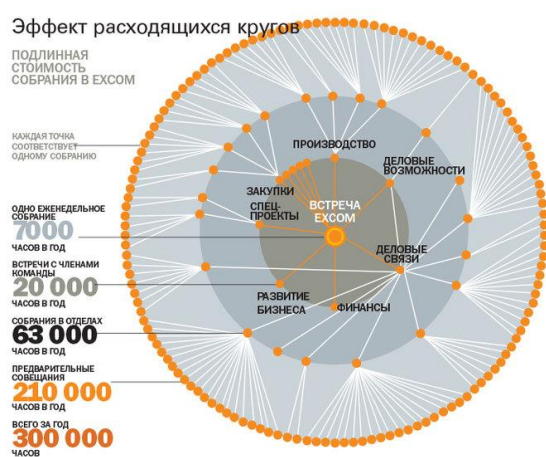 Эффект расходящихся кругов
ПОДЛИННАЯ
СТОИМОСТЬ
СОБРАНИЯ В EXCOM
КАЖДАЯ ТОЧКА
СООТВЕТСТВУЕТ
ОДНОМУ СОБРАНИЮ
ОДНО ЕЖЕНЕДЕЛЬНОЕ
СОБРАНИЕ
7000
ЧАСОВ В ГОД
ВСТРЕЧИ С ЧЛЕНАМИ
КОМАНДЫ
20 000
ЧАСОВ В ГОД
СОБРАНИЯ В ОТДЕЛАХ
63 000
ЧАСОВ В ГОД
ПРЕДВАРИТЕЛЬНЫЕ
СОВЕЩАНИЯ
210 000
ЧАСОВ В ГОД
ВСЕГО ЗА ГОД
300 000
ЧАСОВ
ПРОИЗВОДСТВО
ДЕЛОВЫЕ
ВОЗМОЖНОСТИ
ЗАКУПКИ
СПЕЦ-
ПРОЕКТЫ
ВСТРЕЧА
EXCOM
ДЕЛОВЫЕ
СВЯЗИ
РАЗВИТИЕ
БИЗНЕСА
ФИНАНСЫ